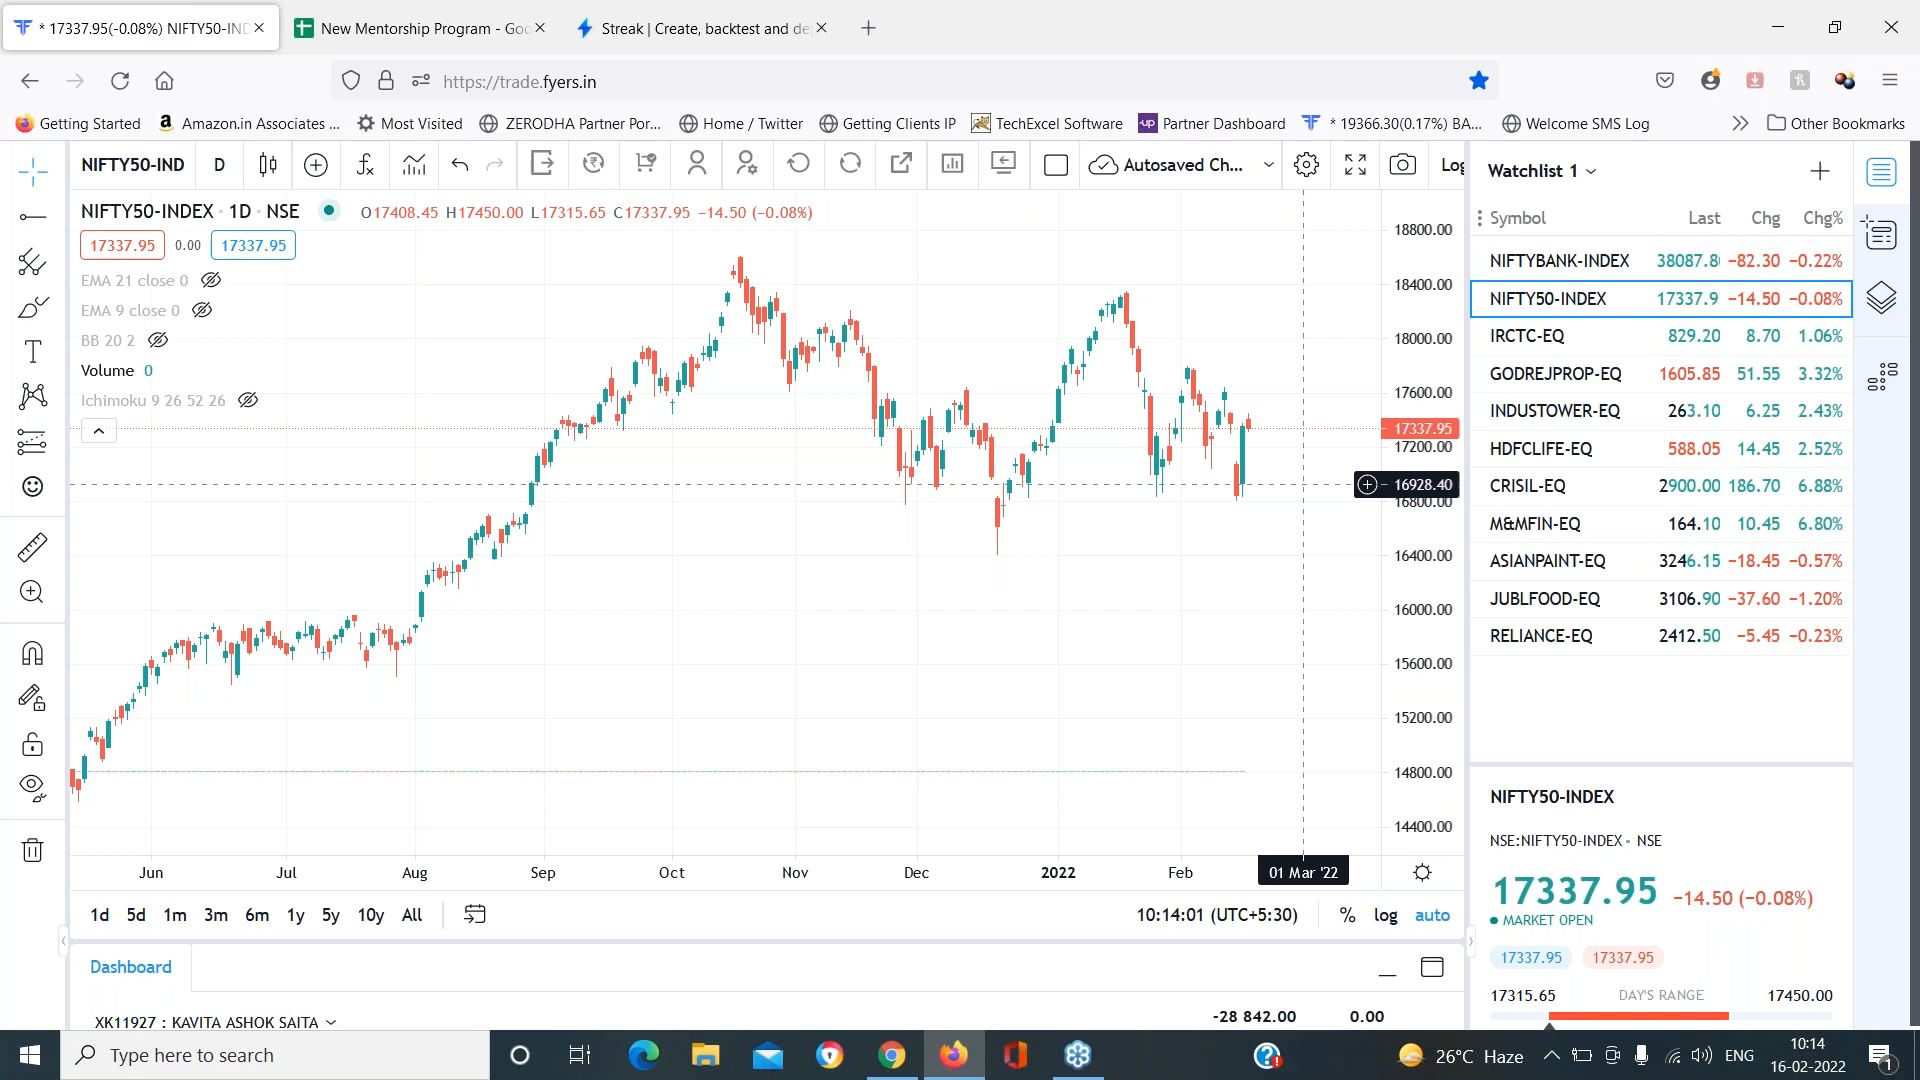 * 17337.95(-0.08%) NIFTY50-IND
New Mentorship Program - Goo
Streak | Create, backtest and de
https://trade.fyers.in
Getting Started
Amazon.in Associates ...
Most Visited
ZERODHA Partner Por...
Home / Twitter
Getting Clients IP
TechExcel Software
up Partner Dashboard
* 19366.30(0.17%) BA...
Welcome SMS Log
Other Bookmarks
NIFTY50-IND D Autosaved Ch... Log
NIFTY50-INDEX · 1D · NSE O17408.45 H17450.00 L17315.65 C17337.95 −14.50 (−0.08%)
17337.95 0.00 17337.95
EMA 21 close 0
EMA 9 close 0
BB 20 2
Volume 0
Ichimoku 9 26 52 26
18800.00
18400.00
18000.00
17600.00
17337.95
17200.00
16928.40
16800.00
16400.00
16000.00
15600.00
15200.00
14800.00
14400.00
Jun Jul Aug Sep Oct Nov Dec 2022 Feb 01 Mar '22
1d 5d 1m 3m 6m 1y 5y 10y All
10:14:01 (UTC+5:30) % log auto
Dashboard
XK11927 : KAVITA ASHOK SAITA -28 842.00 0.00
Watchlist 1
Symbol Last Chg Chg%
NIFTYBANK-INDEX 38087.8 −82.30 −0.22%
NIFTY50-INDEX 17337.9 −14.50 −0.08%
IRCTC-EQ 829.20 8.70 1.06%
GODREJPROP-EQ 1605.85 51.55 3.32%
INDUSTOWER-EQ 263.10 6.25 2.43%
HDFCLIFE-EQ 588.05 14.45 2.52%
CRISIL-EQ 2900.00 186.70 6.88%
M&MFIN-EQ 164.10 10.45 6.80%
ASIANPAINT-EQ 3246.15 −18.45 −0.57%
JUBLFOOD-EQ 3106.90 −37.60 −1.20%
RELIANCE-EQ 2412.50 −5.45 −0.23%
NIFTY50-INDEX
NSE:NIFTY50-INDEX • NSE
17337.95 −14.50 (−0.08%)
MARKET OPEN
17337.95 17337.95
17315.65 DAY'S RANGE 17450.00
Type here to search
26°C Haze
ENG
10:14
16-02-2022
1